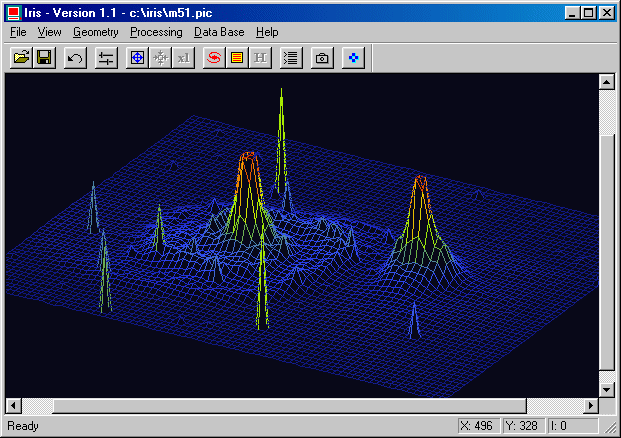 Iris - Version 1.1 - c:\iris\m51.pic
File View Geometry Processing Data Base Help
x1 H
Ready X: 496 Y: 328 I: 0